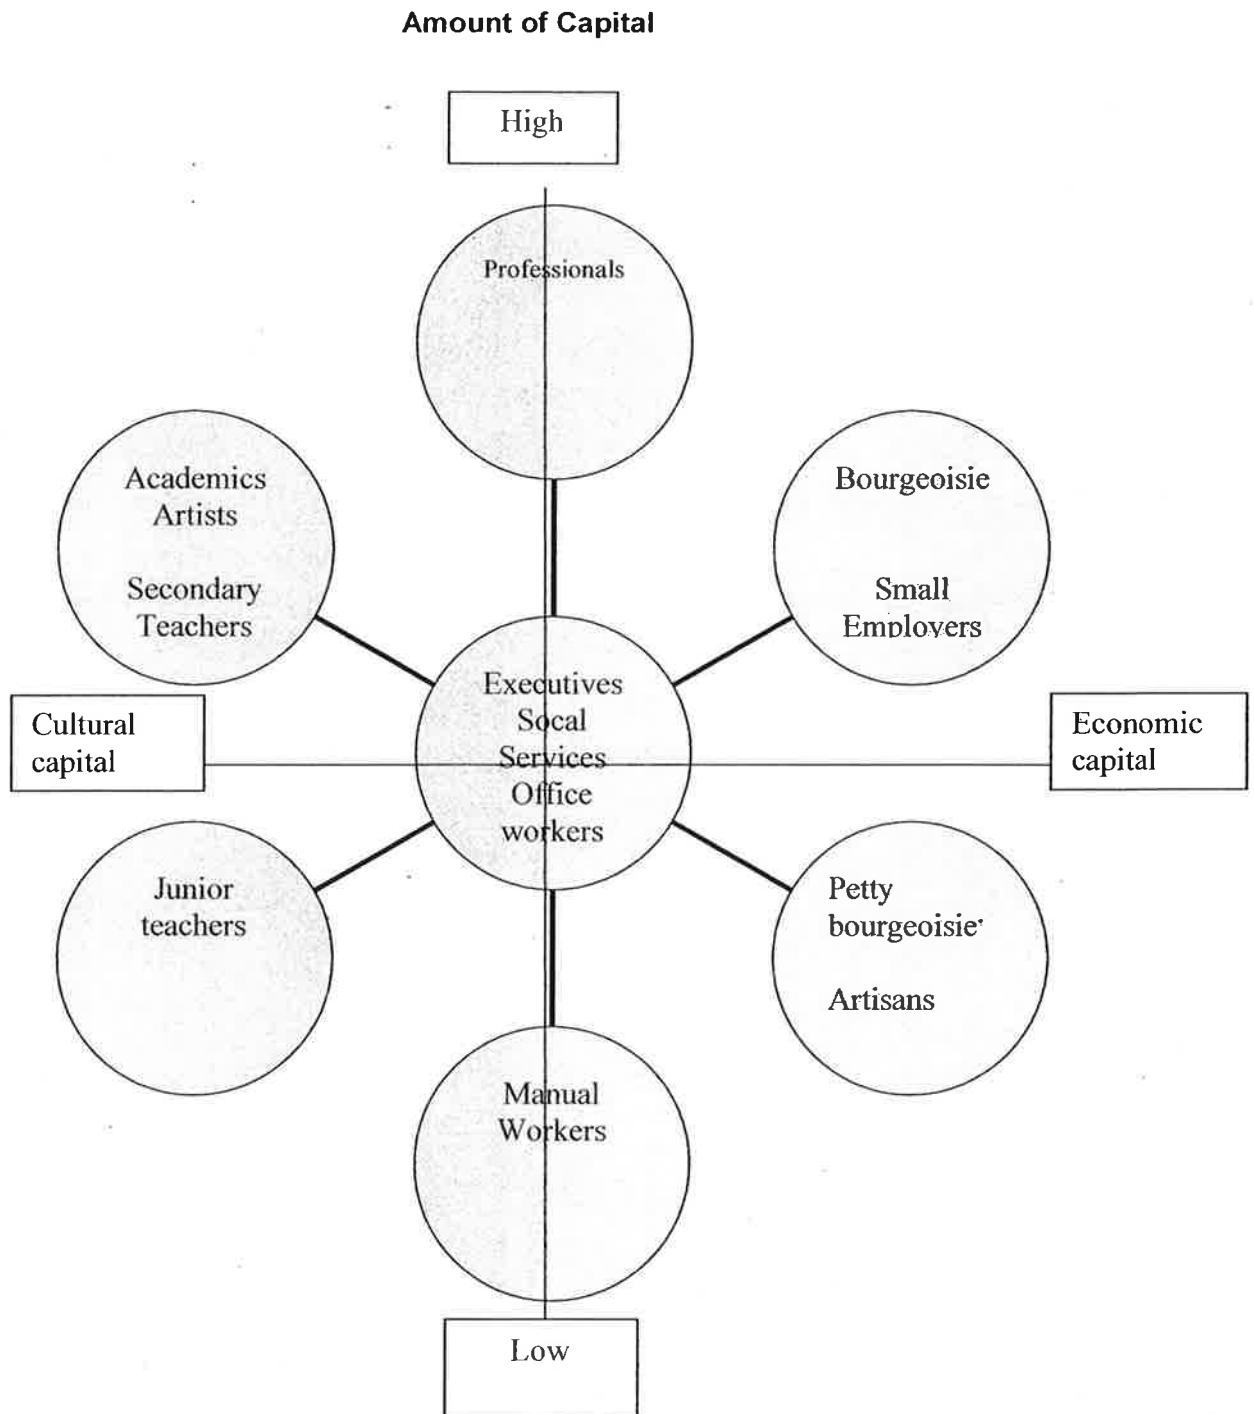 Amount of Capital
High
Professionals
Academics
Artists
Secondary
Teachers
Bourgeoisie
Small
Employers
Executives
Socal
Services
Office
workers
Cultural
capital
Economic
capital
Junior
teachers
Petty
bourgeoisie
Artisans
Manual
Workers
Low